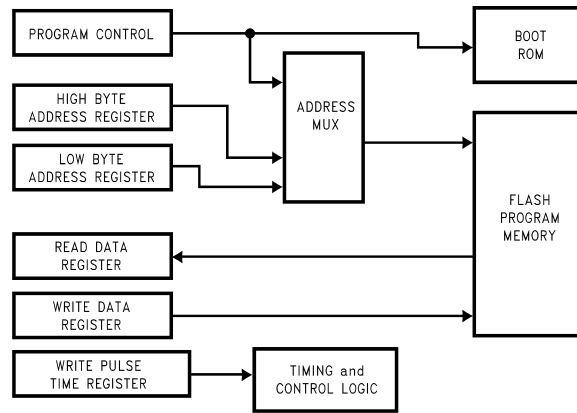 PROGRAM CONTROL
BOOT
ROM
HIGH BYTE
ADDRESS REGISTER
ADDRESS
MUX
LOW BYTE
ADDRESS REGISTER
FLASH
PROGRAM
MEMORY
READ DATA
REGISTER
WRITE DATA
REGISTER
WRITE PULSE
TIME REGISTER
TIMING and
CONTROL LOGIC